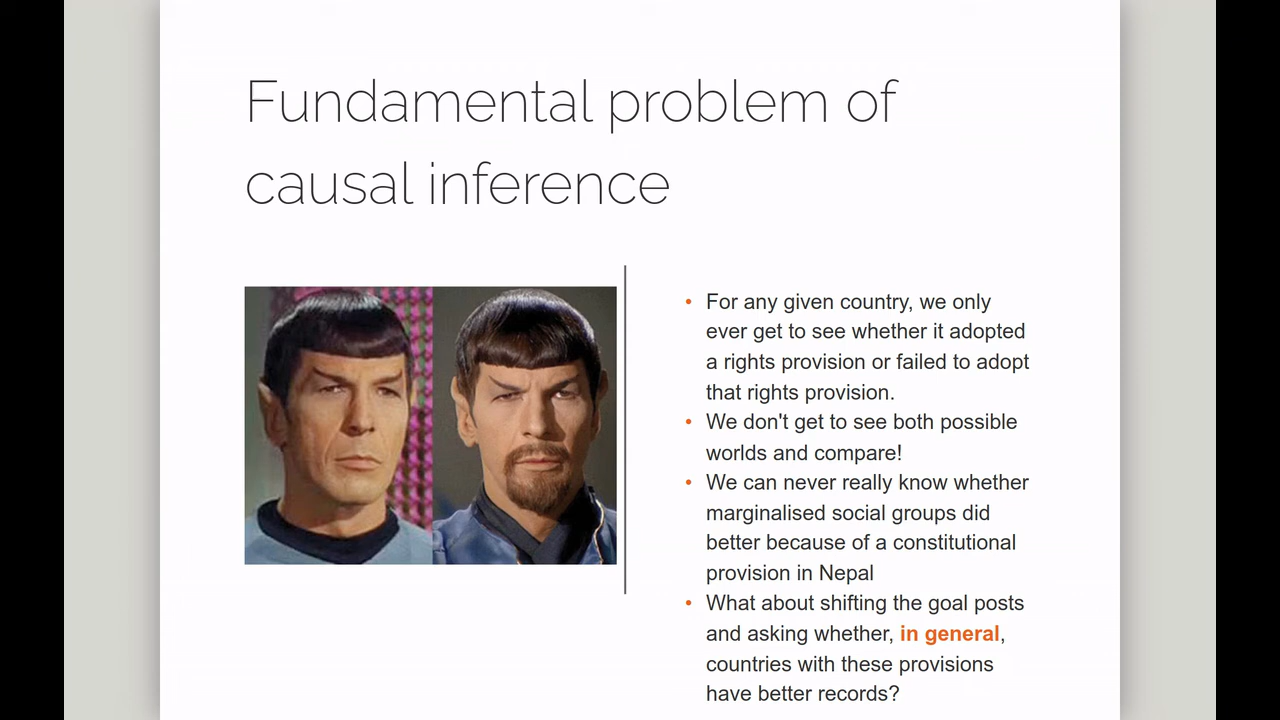 Fundamental problem of
causal inference
• For any given country, we only
ever get to see whether it adopted
a rights provision or failed to adopt
that rights provision.
• We don't get to see both possible
worlds and compare!
• We can never really know whether
marginalised social groups did
better because of a constitutional
provision in Nepal
• What about shifting the goal posts
and asking whether, in general,
countries with these provisions
have better records?